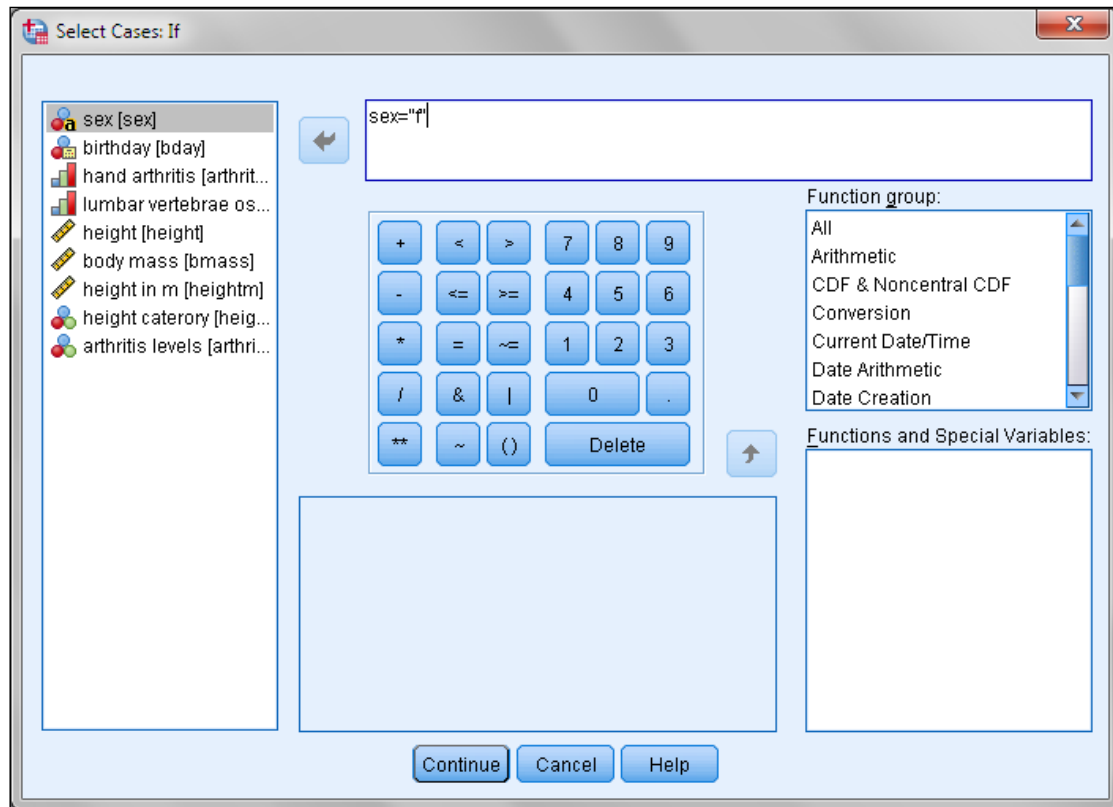 Select Cases: If
sex [sex]
birthday [bday]
hand arthritis [arthrit...
lumbar vertebrae os...
height [height]
body mass [bmass]
height in m [heightm]
height caterory [heig...
arthritis levels [arthri...
sex="f"
+ < > 7 8 9
- <= >= 4 5 6
* = ~= 1 2 3
/ & | 0 .
** ~ () Delete
Function group:
All
Arithmetic
CDF & Noncentral CDF
Conversion
Current Date/Time
Date Arithmetic
Date Creation
Functions and Special Variables:
Continue Cancel Help